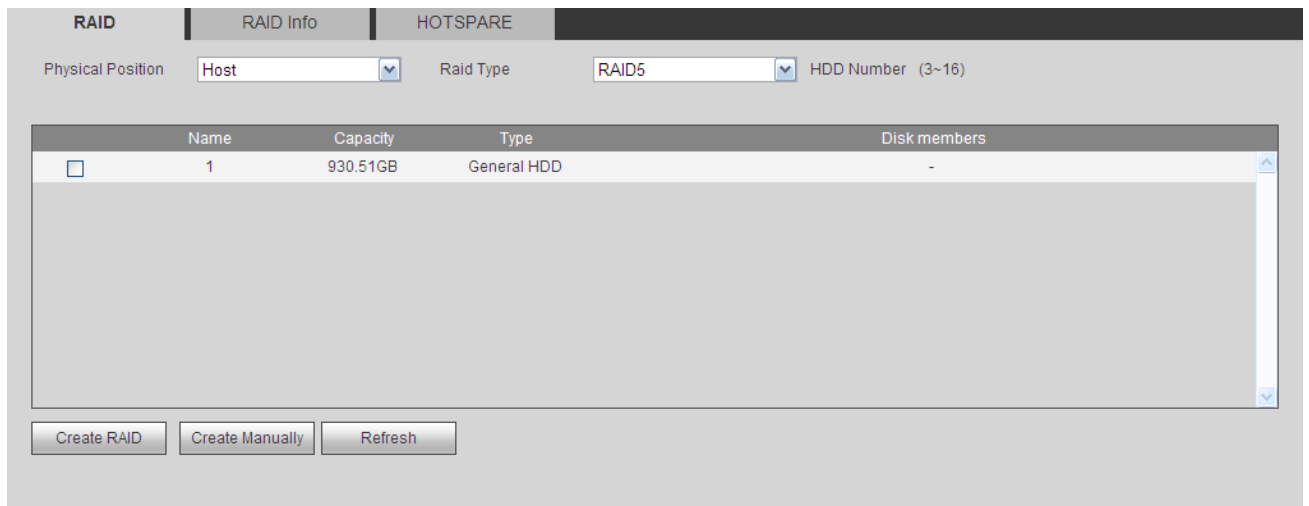 RAID RAID Info HOTSPARE
Physical Position Host Raid Type RAID5 HDD Number (3~16)
Name Capacity Type Disk members
1 930.51GB General HDD -
Create RAID Create Manually Refresh